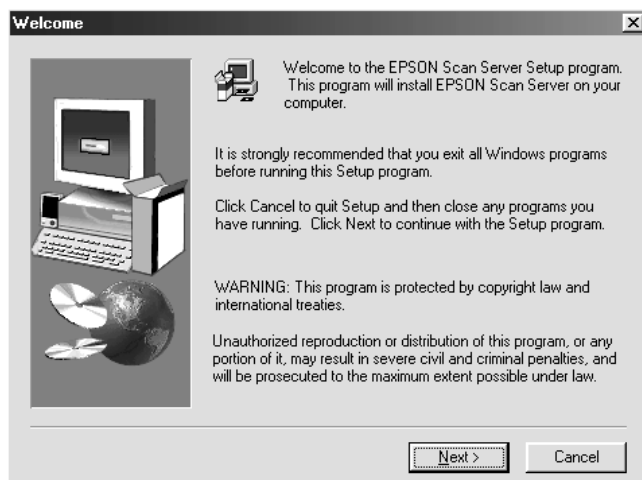 Welcome
Welcome to the EPSON Scan Server Setup program.
This program will install EPSON Scan Server on your
computer.
It is strongly recommended that you exit all Windows programs
before running this Setup program.
Click Cancel to quit Setup and then close any programs you
have running. Click Next to continue with the Setup program.
WARNING: This program is protected by copyright law and
international treaties.
Unauthorized reproduction or distribution of this program, or any
portion of it, may result in severe civil and criminal penalties, and
will be prosecuted to the maximum extent possible under law.
Next >
Cancel